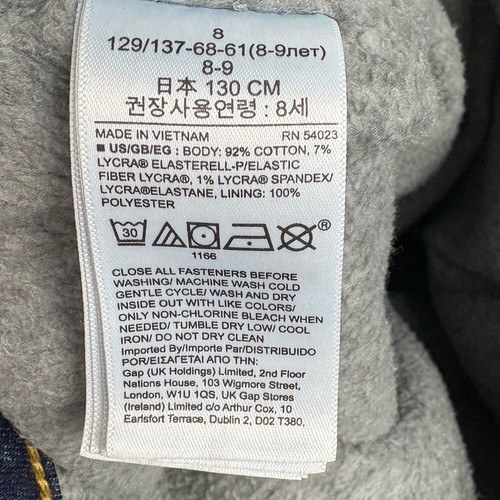 8
129/137-68-61(8-9лет)
8-9
日本 130 CM
권장사용연령 : 8세
MADE IN VIETNAM RN 54023
■ US/GB/EG : BODY: 92% COTTON, 7%
LYCRA® ELASTERELL-P/ELASTIC
FIBER LYCRA®, 1% LYCRA® SPANDEX/
LYCRA®ELASTANE, LINING: 100%
POLYESTER
30
®
1166
CLOSE ALL FASTENERS BEFORE
WASHING/ MACHINE WASH COLD
GENTLE CYCLE/ WASH AND DRY
INSIDE OUT WITH LIKE COLORS/
ONLY NON-CHLORINE BLEACH WHEN
NEEDED/ TUMBLE DRY LOW/ COOL
IRON/ DO NOT DRY CLEAN
Imported By/Importe Par/DISTRIBUIDO
POR/ΕΙΣΑΓΕΤΑΙ ΑΠΟ ΤΗΝ:
Gap (UK Holdings) Limited, 2nd Floor
Nations House, 103 Wigmore Street,
London, W1U 1QS, UK Gap Stores
(Ireland) Limited c/o Arthur Cox, 10
Earlsfort Terrace, Dublin 2, D02 T380,